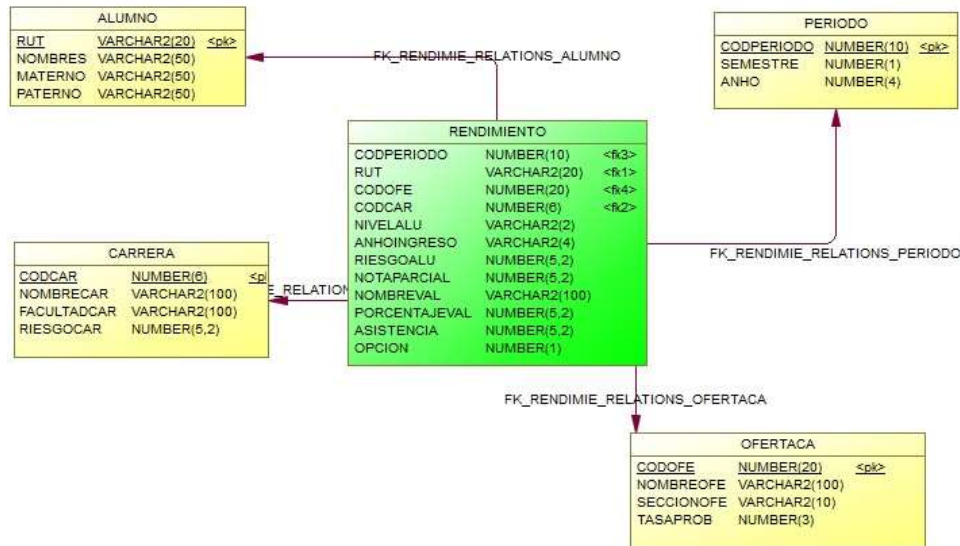 ALUMNO
RUT VARCHAR2(20) <pk>
NOMBRES VARCHAR2(50)
MATERNO VARCHAR2(50)
PATERNO VARCHAR2(50)
FK_RENDIMIE_RELATIONS_ALUMNO
PERIODO
CODPERIODO NUMBER(10) <pk>
SEMESTRE NUMBER(1)
ANHO NUMBER(4)
RENDIMIENTO
CODPERIODO NUMBER(10) <fk3>
RUT VARCHAR2(20) <fk1>
CODOFE NUMBER(20) <fk4>
CODCAR NUMBER(6) <fk2>
NIVELALU VARCHAR2(2)
ANHOINGRESO VARCHAR2(4)
RIESGOALU NUMBER(5,2)
NOTAPARCIAL NUMBER(5,2)
NOMBREVAL VARCHAR2(100)
PORCENTAJEVAL NUMBER(5,2)
ASISTENCIA NUMBER(5,2)
OPCION NUMBER(1)
FK_RENDIMIE_RELATIONS_PERIODO
CARRERA
CODCAR NUMBER(6)
NOMBRECAR VARCHAR2(100)
FACULTADCAR VARCHAR2(100)
RIESGOCAR NUMBER(5,2)
E_RELATION
FK_RENDIMIE_RELATIONS_OFERTACA
OFERTACA
CODOFE NUMBER(20) <pk>
NOMBREOFE VARCHAR2(100)
SECCIONOFE VARCHAR2(10)
TASAPROB NUMBER(3)